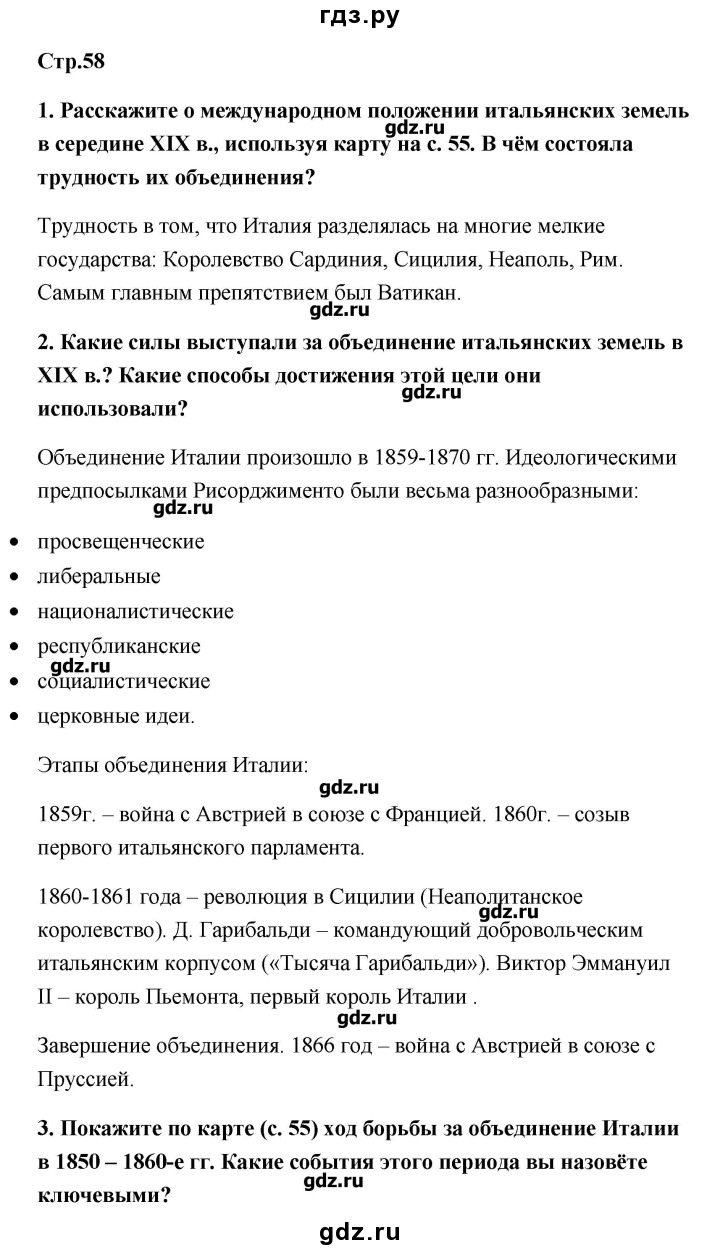 гдз.ру
Стр.58
1. Расскажите о международном положении итальянских земель
gdz.ru
в середине XIX в., используя карту на с. 55. В чём состояла
трудность их объединения?
Трудность в том, что Италия разделялась на многие мелкие
государства: Королевство Сардиния, Сицилия, Неаполь, Рим.
Самым главным препятствием был Ватикан.
gdz.ru
2. Какие силы выступали за объединение итальянских земель в
XIX в.? Какие способы достижения этой цели они
gdz.ru
использовали?
Объединение Италии произошло в 1859-1870 гг. Идеологическими
предпосылками Рисорджименто были весьма разнообразными:
gdz.ru
• просвещенческие
• либеральные
• националистические
• республиканские
gdz.ru
• социалистические
• церковные идеи.
Этапы объединения Италии:
gdz.ru
1859г. – война с Австрией в союзе с Францией. 1860г. – созыв
первого итальянского парламента.
1860-1861 года – революция в Сицилии (Неаполитанское
gdz.ru
королевство). Д. Гарибальди – командующий добровольческим
итальянским корпусом («Тысяча Гарибальди»). Виктор Эммануил
II – король Пьемонта, первый король Италии .
gdz.ru
Завершение объединения. 1866 год – война с Австрией в союзе с
Пруссией.
3. Покажите по карте (с. 55) ход борьбы за объединение Италии
в 1850 – 1860-е гг. Какие события этого периода вы назовёте
gdz.ru
ключевыми?
gdz.ru